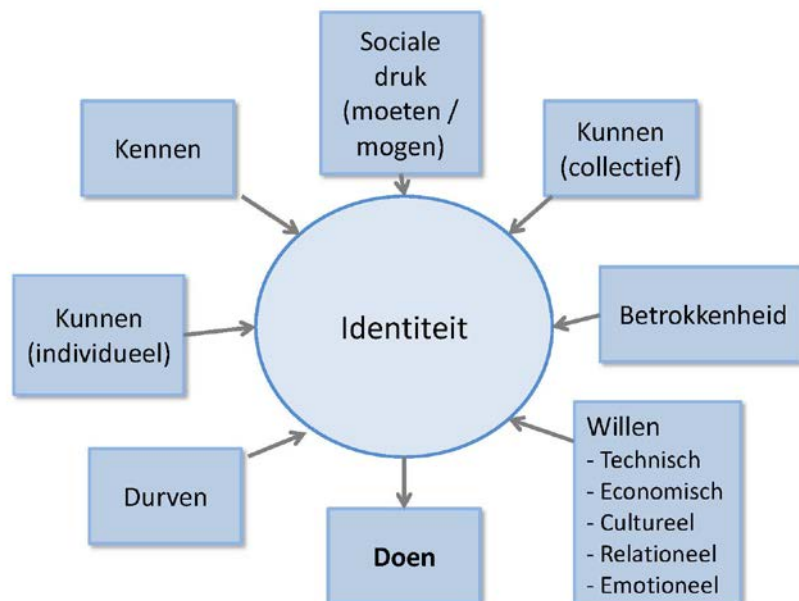 Sociale
druk
(moeten /
mogen)
Kennen
Kunnen
(collectief)
Kunnen
(individueel)
Identiteit
Betrokkenheid
Durven
Doen
Willen
- Technisch
- Economisch
- Cultureel
- Relationeel
- Emotioneel